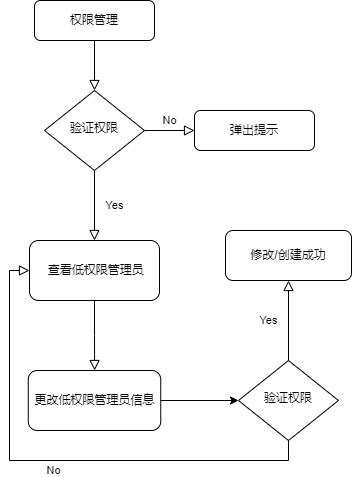 权限管理
验证权限
No
弹出提示
Yes
查看低权限管理员
修改/创建成功
Yes
更改低权限管理员信息
验证权限
No